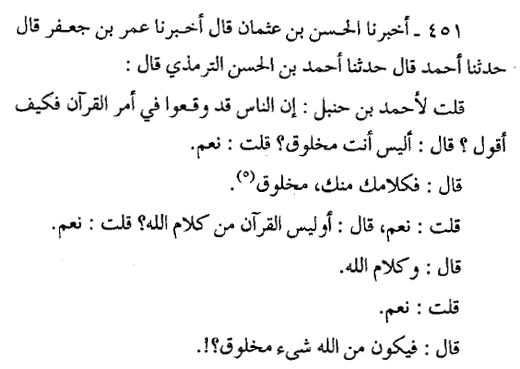 ٤٥١ ـ أخبرنا الحسن بن عثمان قال أخبرنا عمر بن جعفر قال
حدثنا أحمد قال حدثنا أحمد بن الحسن الترمذي قال :
قلت لأحمد بن حنبل : إن الناس قد وقعوا في أمر القرآن فكيف
أقول ؟ قال : أليس أنت مخلوق؟ قلت : نعم.
قال : فكلامك منك، مخلوق(٥).
قلت : نعم، قال : أوليس القرآن من كلام الله؟ قلت : نعم.
قال : وكلام الله.
قلت : نعم.
قال : فيكون من الله شىء مخلوق؟!.